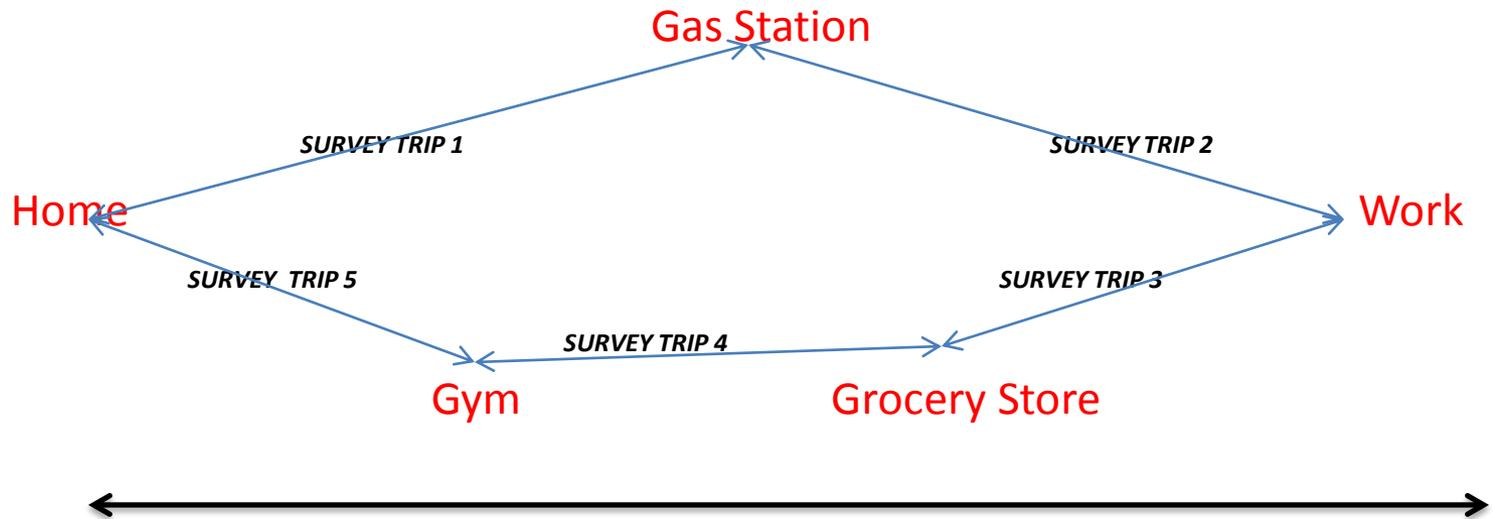 Gas Station
SURVEY TRIP 1
SURVEY TRIP 2
Home
Work
SURVEY  TRIP 5
SURVEY TRIP 3
SURVEY TRIP 4
Gym
Grocery Store